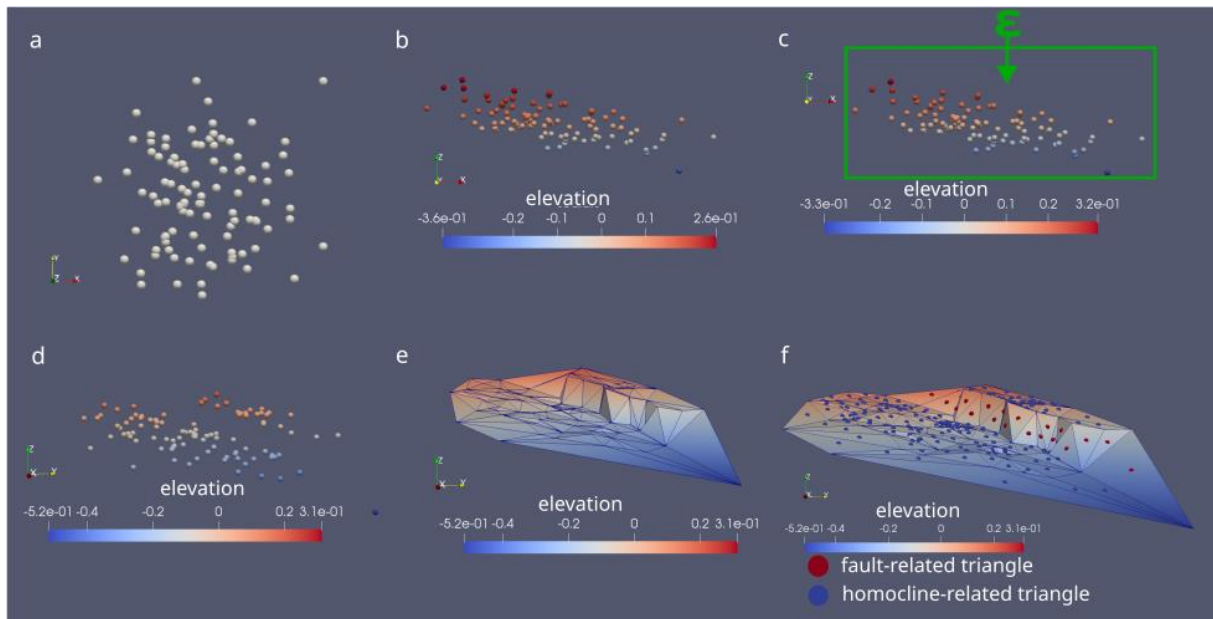 a
b
c
ε
Z
Y X
elevation
-3.6e-01 -0.2 -0.1 0 0.1 2.6e-01
Z
Y X
elevation
-3.3e-01 -0.2 -0.1 0 0.1 0.2 3.2e-01
Y
Z X
d
e
f
Z
X Y
elevation
-5.2e-01 -0.4 -0.2 0 0.2 3.1e-01
Z
X Y
elevation
-5.2e-01 -0.4 -0.2 0 0.2 3.1e-01
Z
X Y
elevation
-5.2e-01 -0.4 -0.2 0 0.2 3.1e-01
fault-related triangle
homocline-related triangle